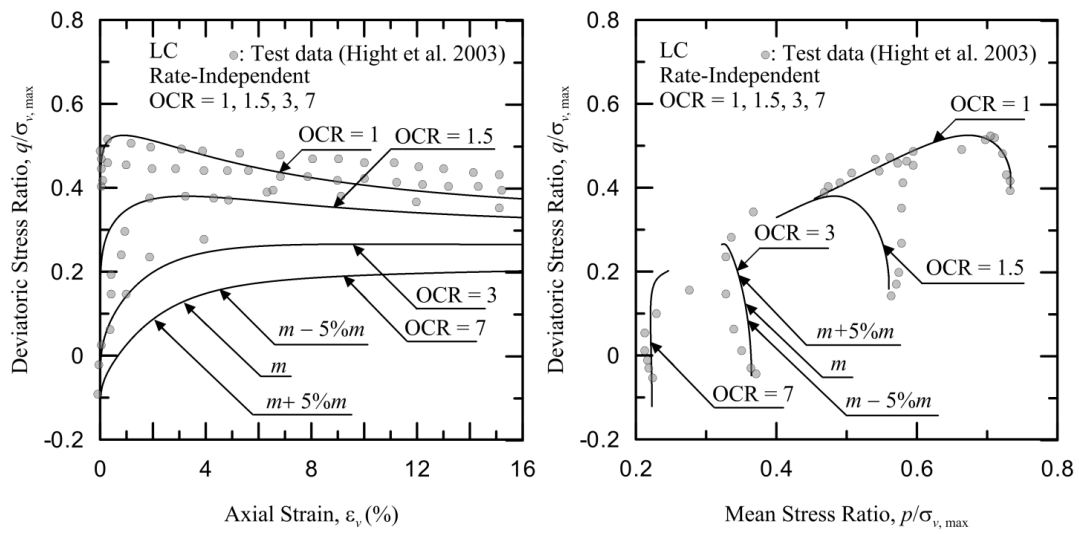 0.8
0.6
0.4
0.2
0
-0.2
Deviatoric Stress Ratio, q/σv, max
LC
: Test data (Hight et al. 2003)
Rate-Independent
OCR = 1, 1.5, 3, 7
OCR = 1
OCR = 1.5
OCR = 3
OCR = 7
m – 5%m
m
m+ 5%m
0 4 8 12 16
Axial Strain, εv (%)
0.8
0.6
0.4
0.2
0
-0.2
Deviatoric Stress Ratio, q/σv, max
LC
: Test data (Hight et al. 2003)
Rate-Independent
OCR = 1, 1.5, 3, 7
OCR = 1
OCR = 3
OCR = 1.5
m+5%m
m
OCR = 7
m – 5%m
0.2 0.4 0.6 0.8
Mean Stress Ratio, p/σv, max